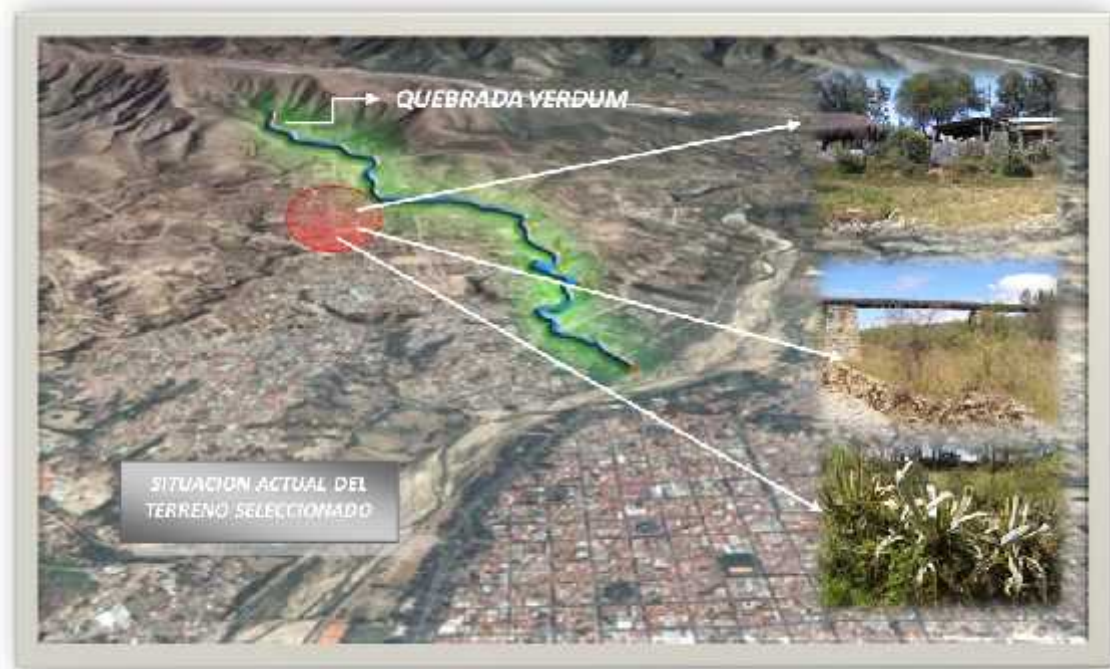 QUEBRADA VERDUM
SITUACION ACTUAL DEL
TERRENO SELECCIONADO